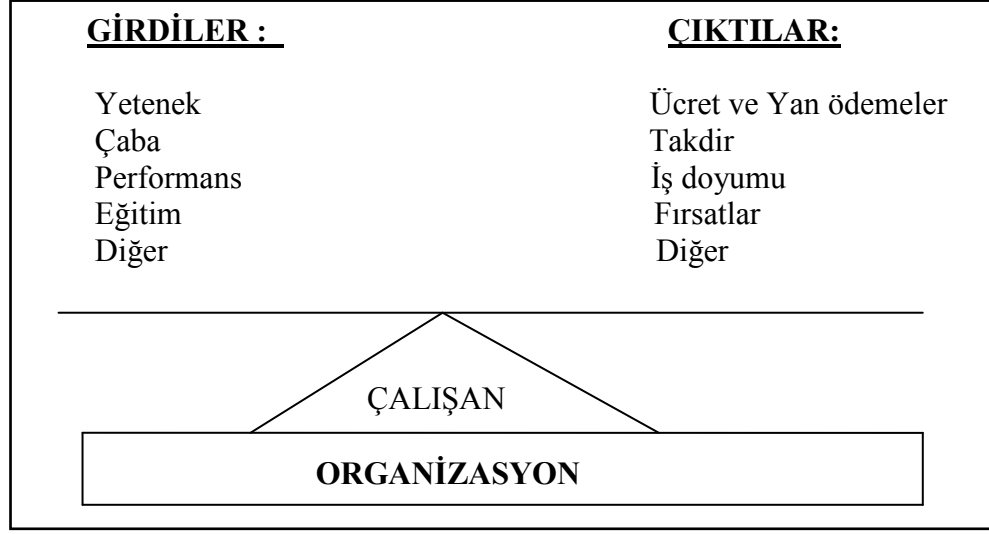 GİRDİLER :
ÇIKTILAR:
Yetenek
Ücret ve Yan ödemeler
Çaba
Takdir
Performans
İş doyumu
Eğitim
Fırsatlar
Diğer
Diğer
ÇALIŞAN
ORGANİZASYON